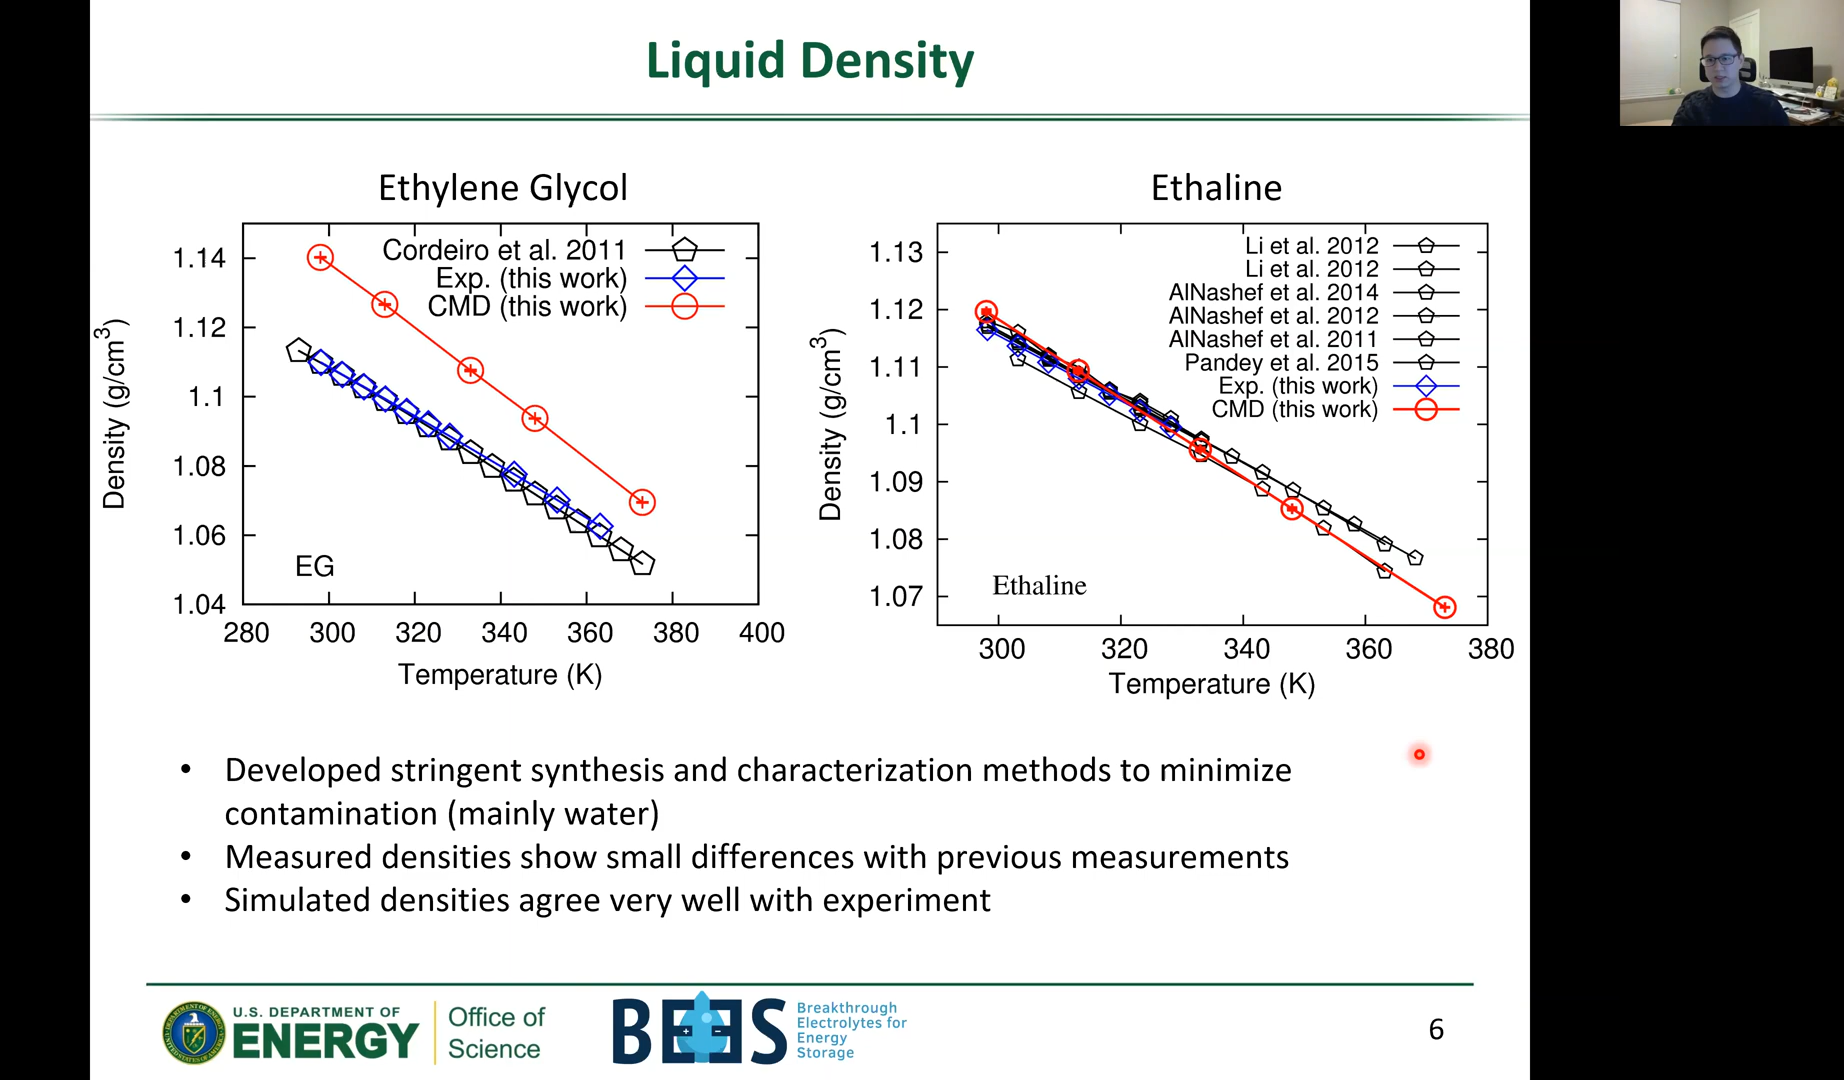 Liquid Density
Ethylene Glycol
Cordeiro et al. 2011
Exp. (this work)
CMD (this work)
1.14
1.12
1.1
1.08
1.06
1.04
Density (g/cm³)
EG
280 300 320 340 360 380 400
Temperature (K)
Ethaline
Li et al. 2012
Li et al. 2012
AlNashef et al. 2014
AlNashef et al. 2012
AlNashef et al. 2011
Pandey et al. 2015
Exp. (this work)
CMD (this work)
1.13
1.12
1.11
1.1
1.09
1.08
1.07
Density (g/cm³)
Ethaline
300 320 340 360 380
Temperature (K)
• Developed stringent synthesis and characterization methods to minimize
contamination (mainly water)
• Measured densities show small differences with previous measurements
• Simulated densities agree very well with experiment
U.S. DEPARTMENT OF
ENERGY
Office of
Science
BEES
Breakthrough
Electrolytes for
Energy
Storage
6